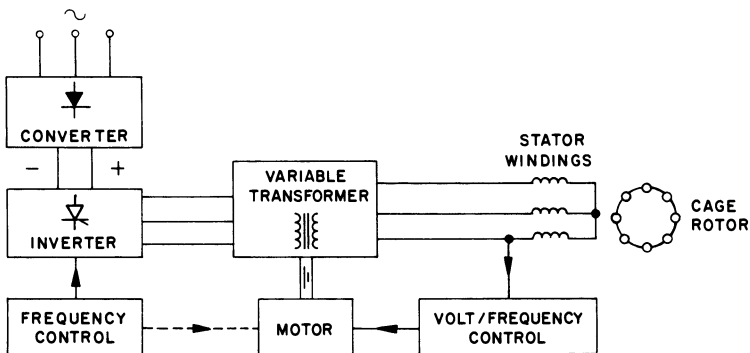 CONVERTER
− +
INVERTER
FREQUENCY
CONTROL
VARIABLE
TRANSFORMER
MOTOR
STATOR
WINDINGS
VOLT/FREQUENCY
CONTROL
CAGE
ROTOR